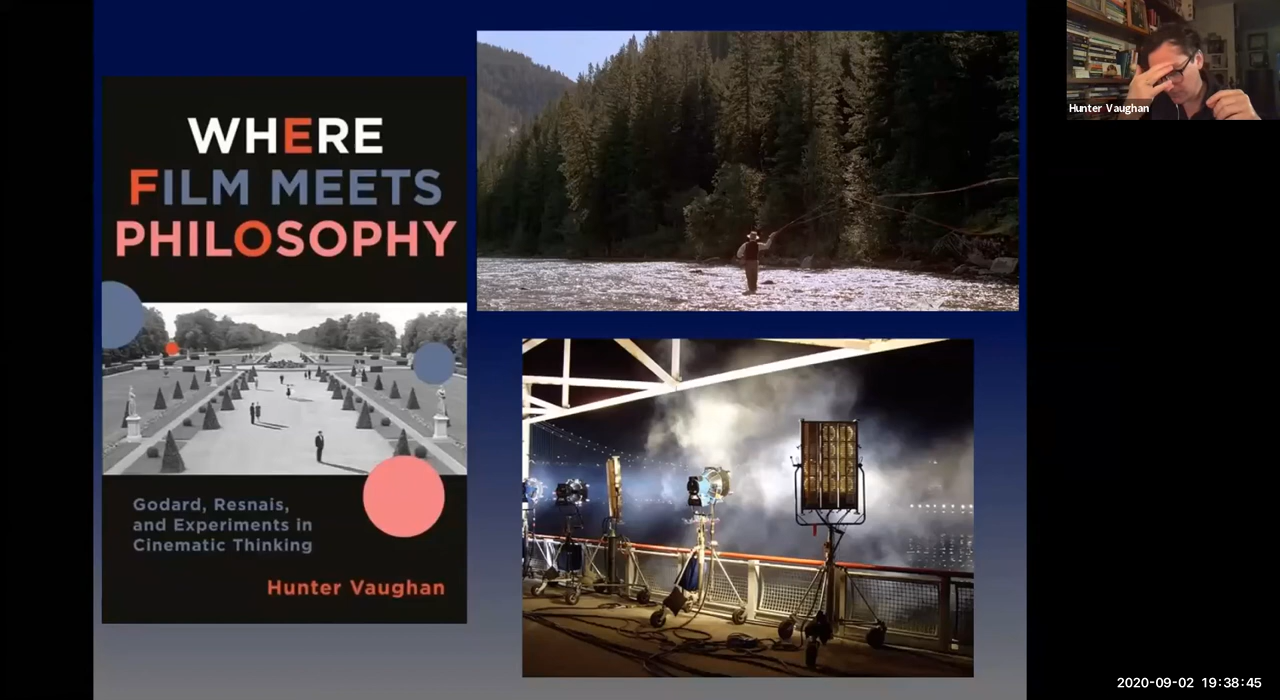 WHERE
FILM MEETS
PHILOSOPHY
Godard, Resnais,
and Experiments in
Cinematic Thinking
Hunter Vaughan
Hunter Vaughan
2020-09-02 19:38:45